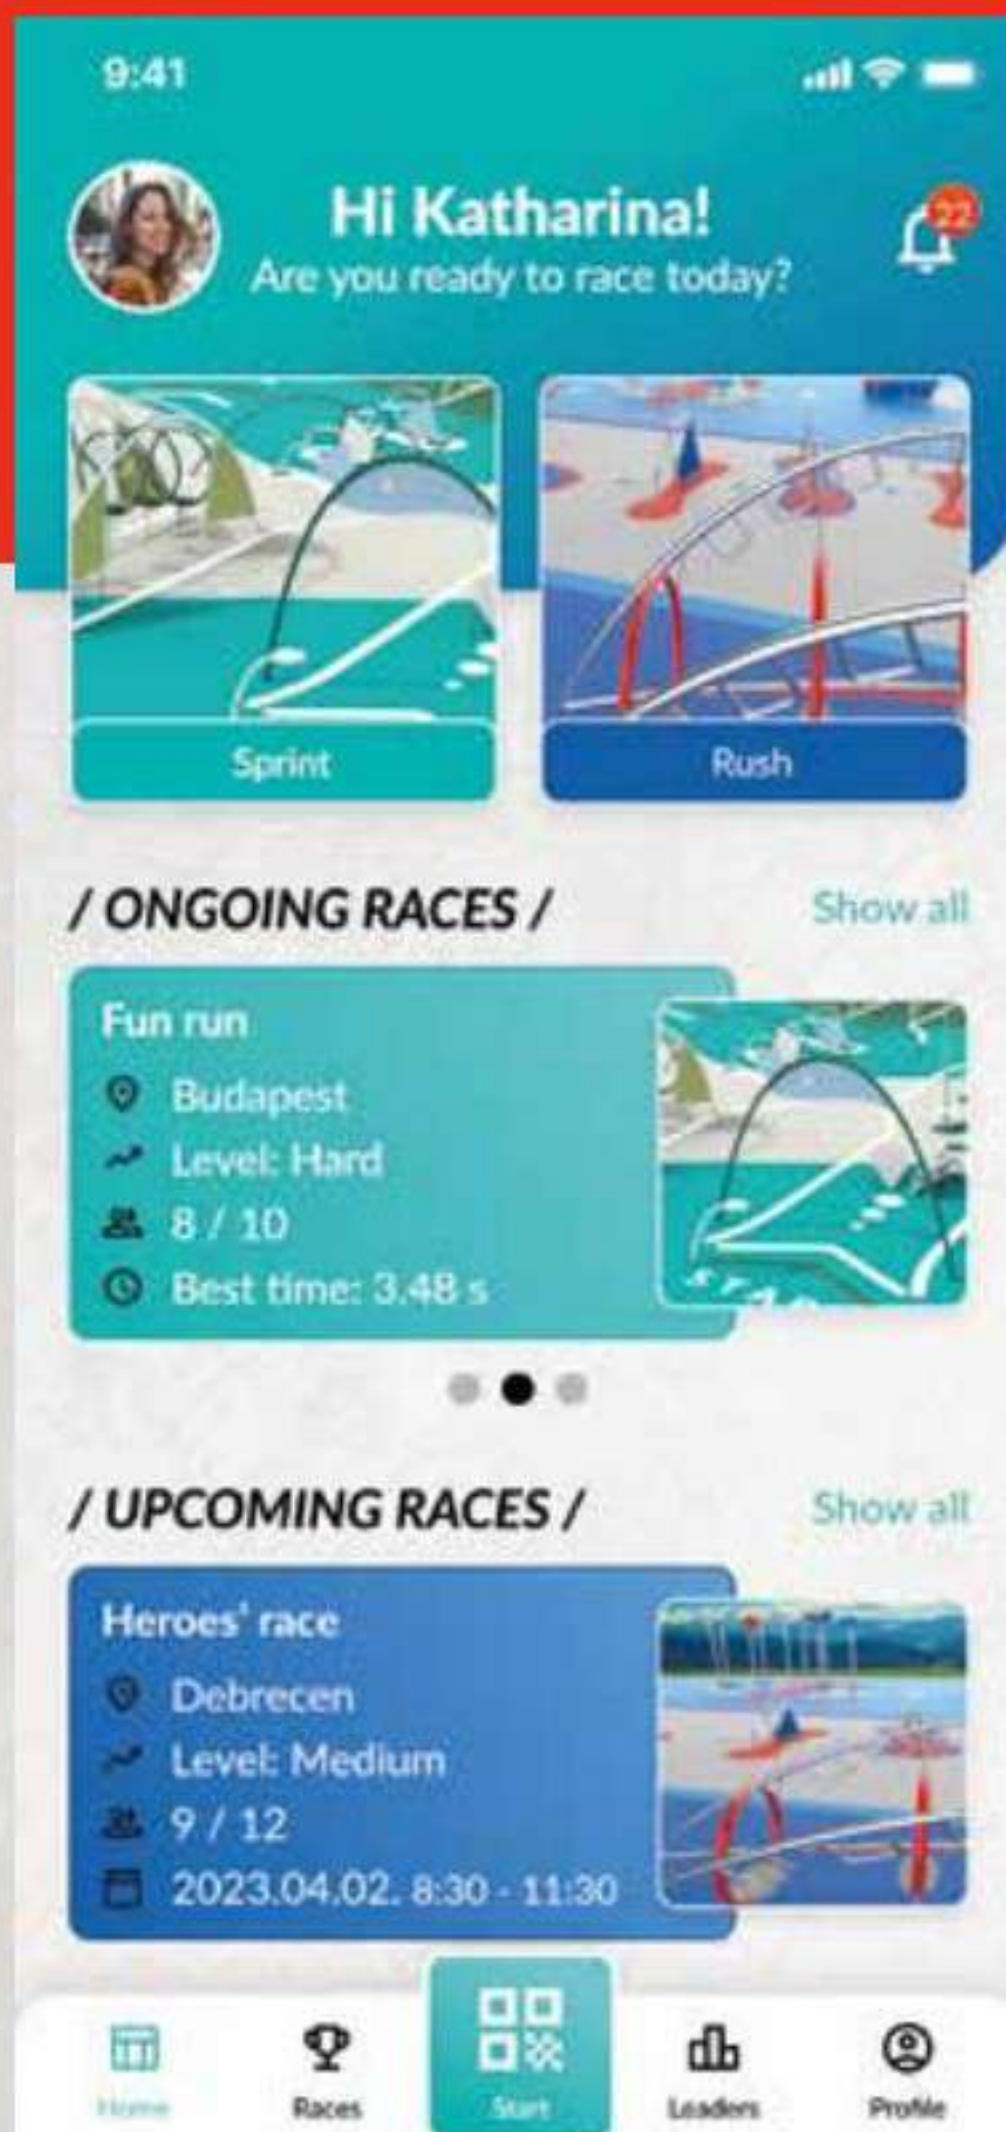 9:41
Hi Katharina!
22
Are you ready to race today?
Sprint
Rush
/ ONGOING RACES /
Show all
Fun run
Budapest
Level: Hard
8 / 10
Best time: 3.48 s
/ UPCOMING RACES /
Show all
Heroes' race
Debrecen
Level: Medium
9 / 12
2023.04.02. 8:30 - 11:30
Home
Races
Start
Leaders
Profile